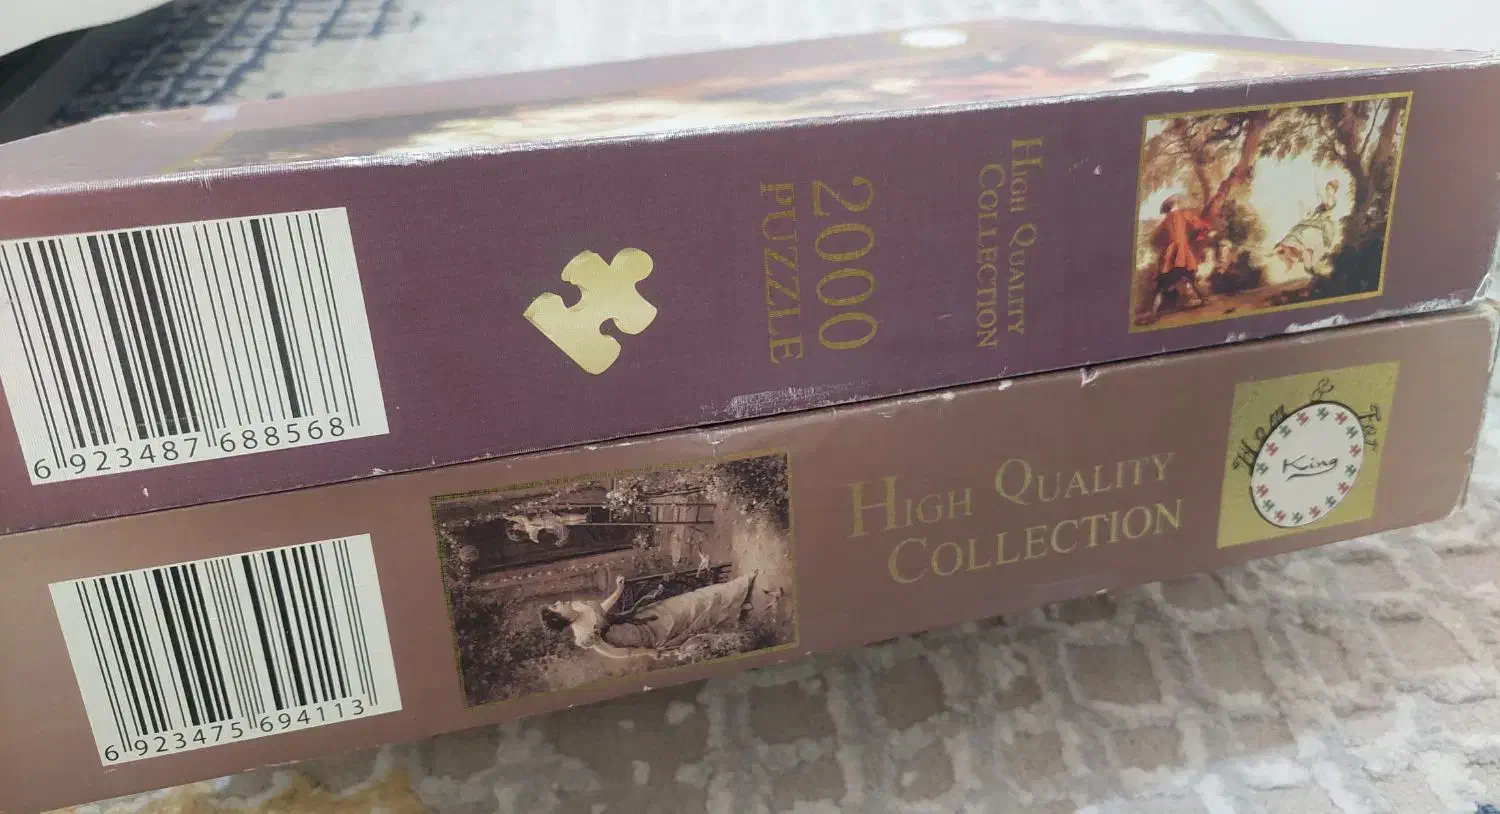 High Quality
Collection
2000
PUZZLE
6 923487 688568
High Quality
Collection
King
6 923475 694113